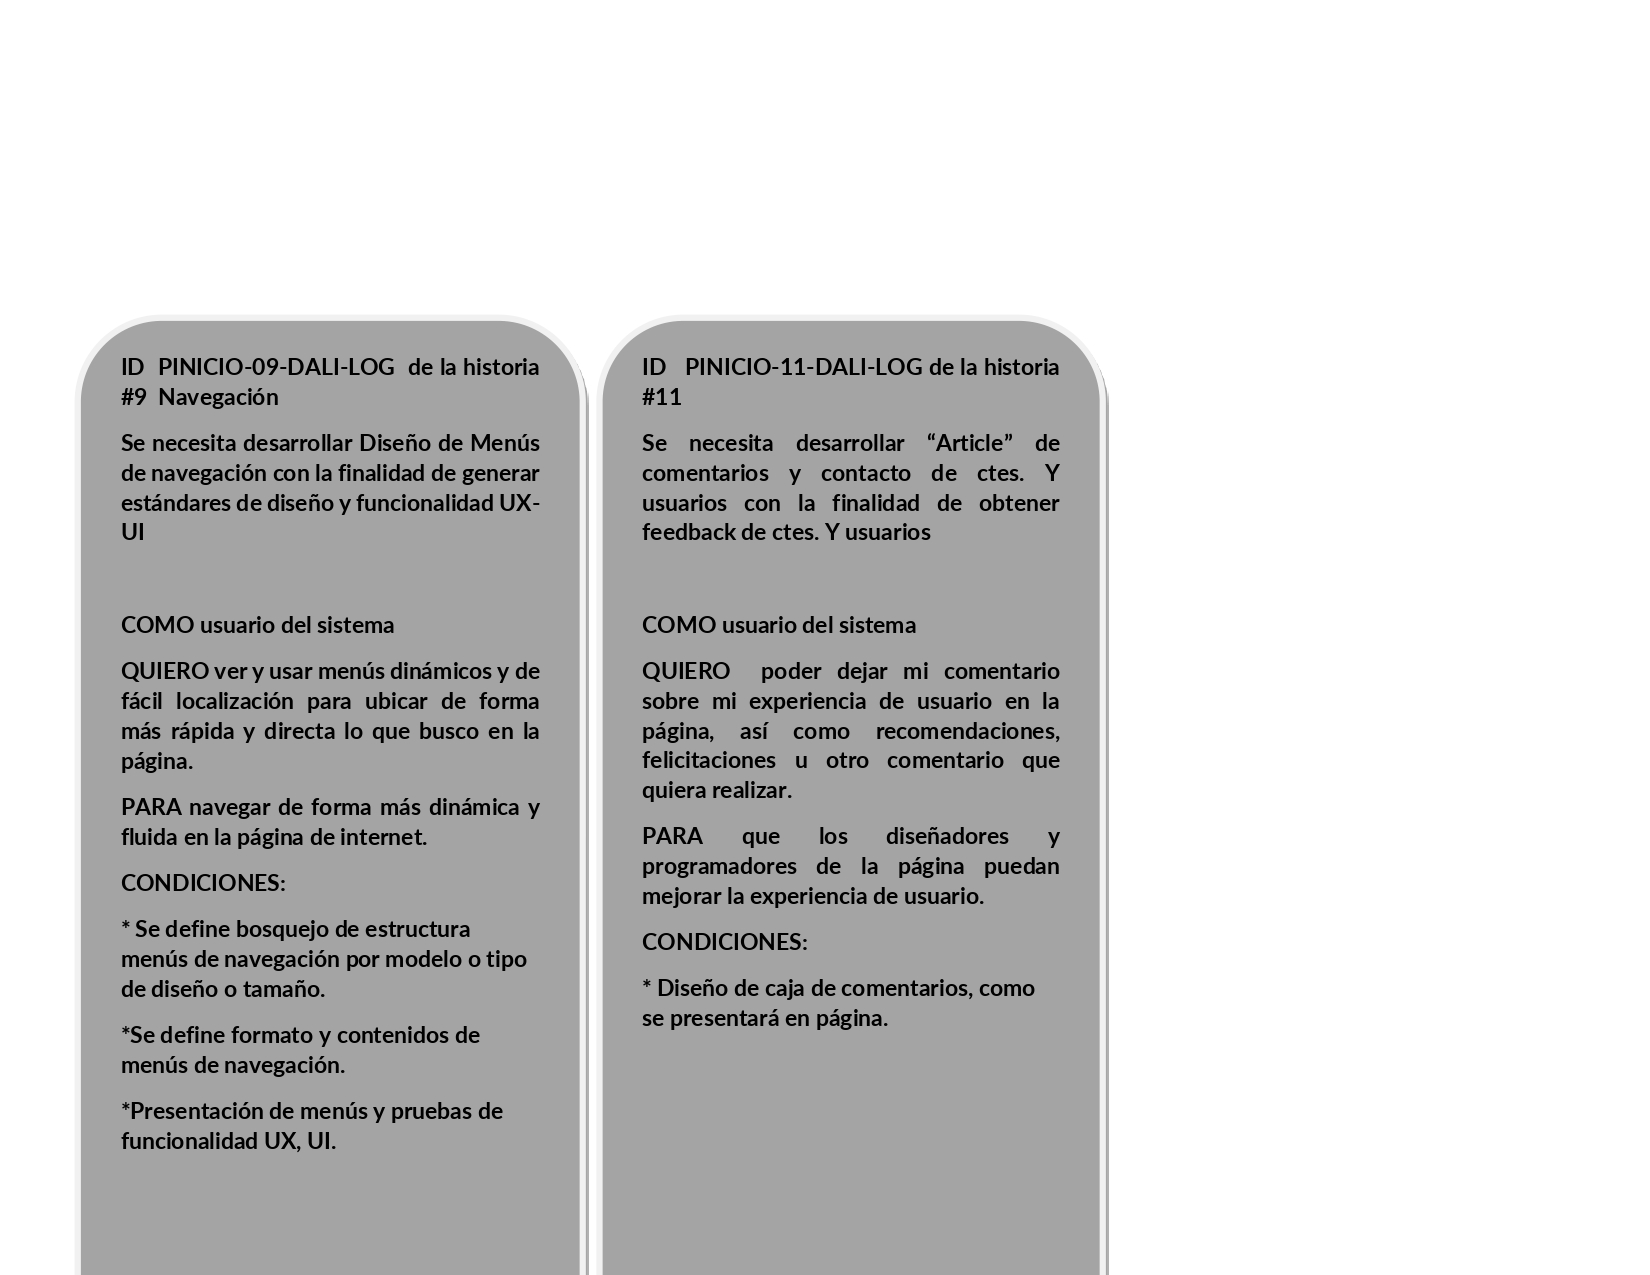 ID PINICIO-09-DALI-LOG de la historia
#9 Navegación
Se necesita desarrollar Diseño de Menús
de navegación con la finalidad de generar
estándares de diseño y funcionalidad UX-
UI
COMO usuario del sistema
QUIERO ver y usar menús dinámicos y de
fácil localización para ubicar de forma
más rápida y directa lo que busco en la
página.
PARA navegar de forma más dinámica y
fluida en la página de internet.
CONDICIONES:
* Se define bosquejo de estructura
menús de navegación por modelo o tipo
de diseño o tamaño.
*Se define formato y contenidos de
menús de navegación.
*Presentación de menús y pruebas de
funcionalidad UX, UI.
ID PINICIO-11-DALI-LOG de la historia
#11
Se necesita desarrollar “Article” de
comentarios y contacto de ctes. Y
usuarios con la finalidad de obtener
feedback de ctes. Y usuarios
COMO usuario del sistema
QUIERO poder dejar mi comentario
sobre mi experiencia de usuario en la
página, así como recomendaciones,
felicitaciones u otro comentario que
quiera realizar.
PARA que los diseñadores y
programadores de la página puedan
mejorar la experiencia de usuario.
CONDICIONES:
* Diseño de caja de comentarios, como
se presentará en página.